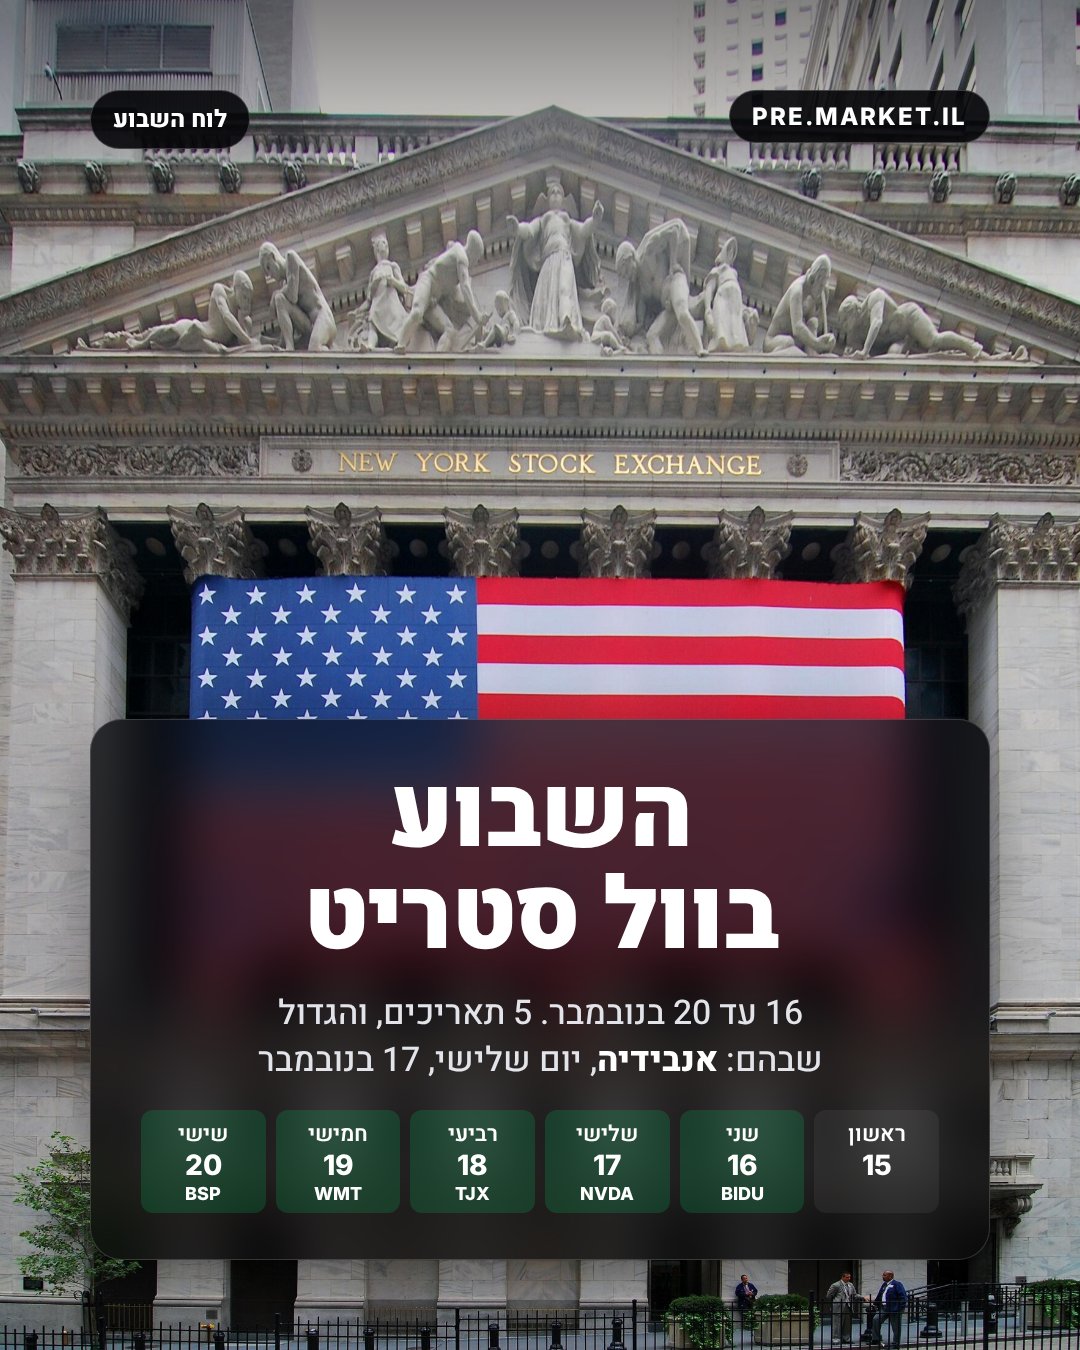 PRE.MARKET.IL
לוח השבוע
NEW YORK STOCK EXCHANGE
השבוע
בוול סטריט
16 עד 20 בנובמבר. 5 תאריכים, והגדול
שבהם: אנבידיה, יום שלישי, 17 בנובמבר
ראשון
15
שני
16
BIDU
שלישי
17
NVDA
רביעי
18
TJX
חמישי
19
WMT
שישי
20
BSP